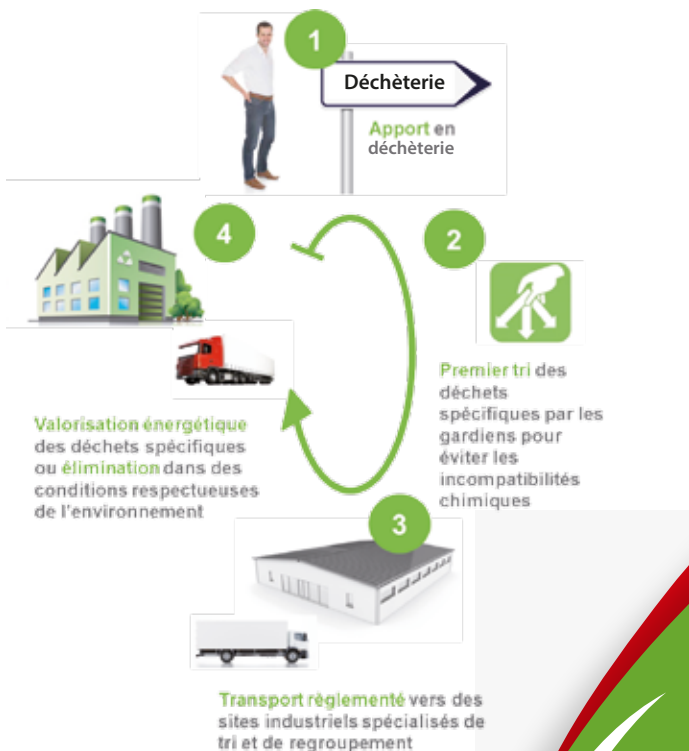 1
Déchèterie
Apport en
déchèterie
2
Premier tri des
déchets
spécifiques par les
gardiens pour
éviter les
incompatibilités
chimiques
3
Transport règlementé vers des
sites industriels spécialisés de
tri et de regroupement
4
Valorisation énergétique
des déchets spécifiques
ou élimination dans des
conditions respectueuses
de l'environnement